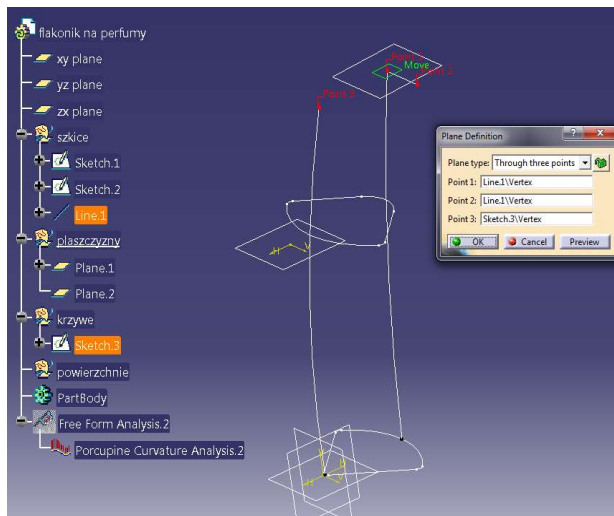 flakonik na perfumy
xy plane
yz plane
zx plane
szkice
Sketch.1
Sketch.2
Line.1
plaszczyzny
Plane.1
Plane.2
krzywe
Sketch.3
powierzchnie
PartBody
Free Form Analysis.2
Porcupine Curvature Analysis.2
Move
Point 2
Point 3
H
V
H
V
Plane Definition
?
Plane type: Through three points
Point 1: Line.1\Vertex
Point 2: Line.1\Vertex
Point 3: Sketch.3\Vertex
OK Cancel Preview